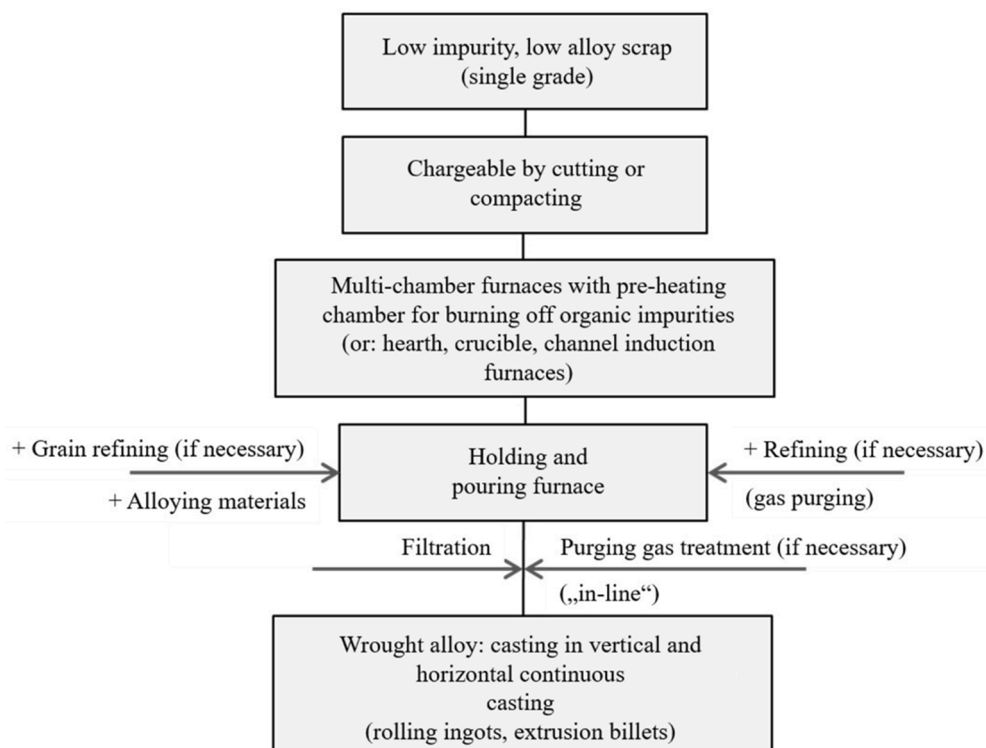 Low impurity, low alloy scrap
(single grade)
Chargeable by cutting or
compacting
Multi-chamber furnaces with pre-heating
chamber for burning off organic impurities
(or: hearth, crucible, channel induction
furnaces)
+ Grain refining (if necessary)
+ Alloying materials
Holding and
pouring furnace
+ Refining (if necessary)
(gas purging)
Filtration
Purging gas treatment (if necessary)
(„in-line“)
Wrought alloy: casting in vertical and
horizontal continuous
casting
(rolling ingots, extrusion billets)